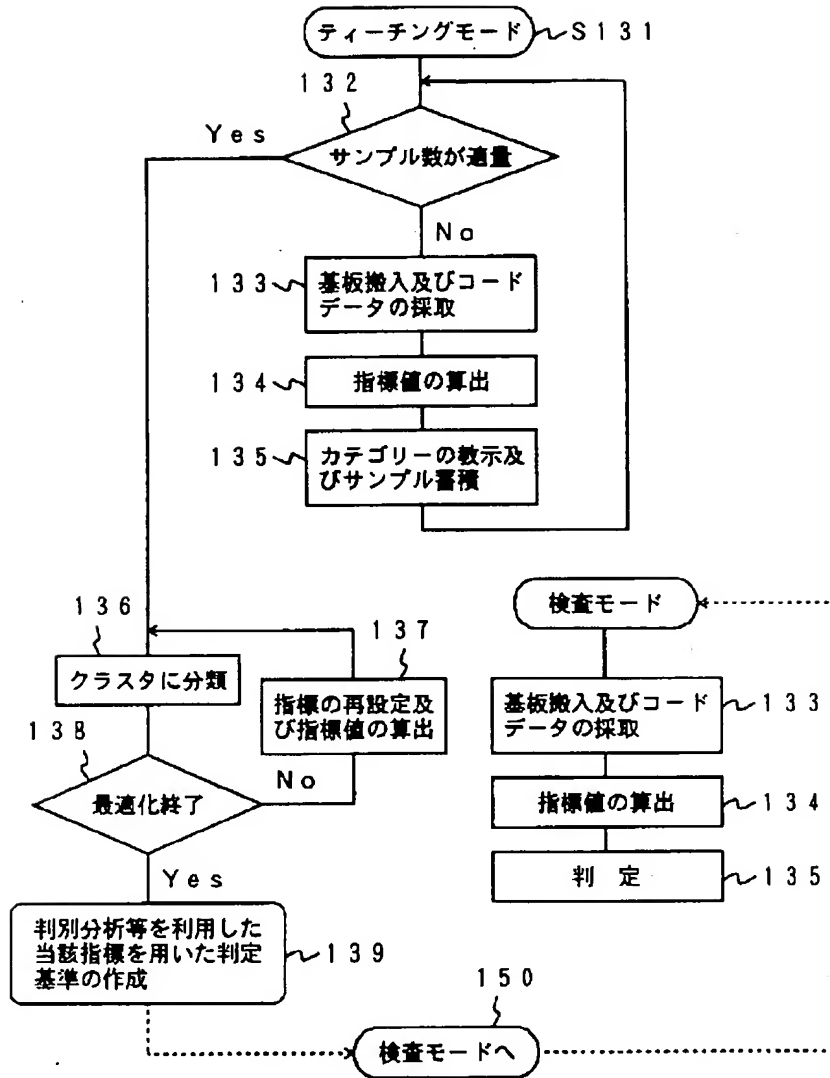 ティーチングモード S131
132
Yes
サンプル数が適量
No
133
基板搬入及びコード
データの採取
134
指標値の算出
135
カテゴリーの教示及
びサンプル蓄積
136
クラスタに分類
137
指標の再設定及
び指標値の算出
138
最適化終了
No
Yes
判別分析等を利用した
当該指標を用いた判定
基準の作成
139
検査モード
基板搬入及びコード
データの採取
133
指標値の算出
134
判 定
135
150
検査モードへ